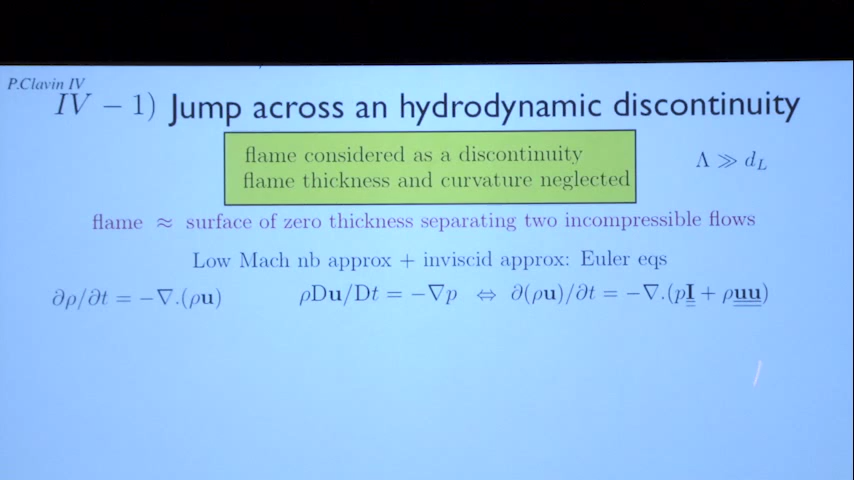 P.Clavin IV
IV − 1) Jump across an hydrodynamic discontinuity
flame considered as a discontinuity
flame thickness and curvature neglected
Λ ≫ d_L
flame ≈ surface of zero thickness separating two incompressible flows
Low Mach nb approx + inviscid approx: Euler eqs
∂ρ/∂t = −∇.(ρu) ρDu/Dt = −∇p ⇔ ∂(ρu)/∂t = −∇.(pI + ρuu)